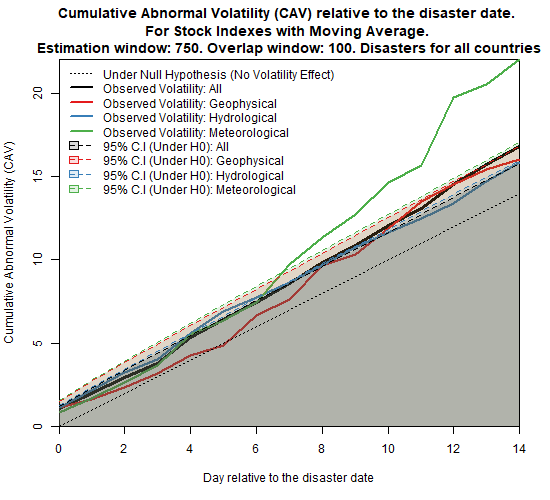 Cumulative Abnormal Volatility (CAV) relative to the disaster date.
For Stock Indexes with Moving Average.
Estimation window: 750. Overlap window: 100. Disasters for all countries
Under Null Hypothesis (No Volatility Effect)
Observed Volatility: All
Observed Volatility: Geophysical
Observed Volatility: Hydrological
Observed Volatility: Meteorological
95% C.I (Under H0): All
95% C.I (Under H0): Geophysical
95% C.I (Under H0): Hydrological
95% C.I (Under H0): Meteorological
Cumulative Abnormal Volatility (CAV)
20
15
10
5
0
0 2 4 6 8 10 12 14
Day relative to the disaster date